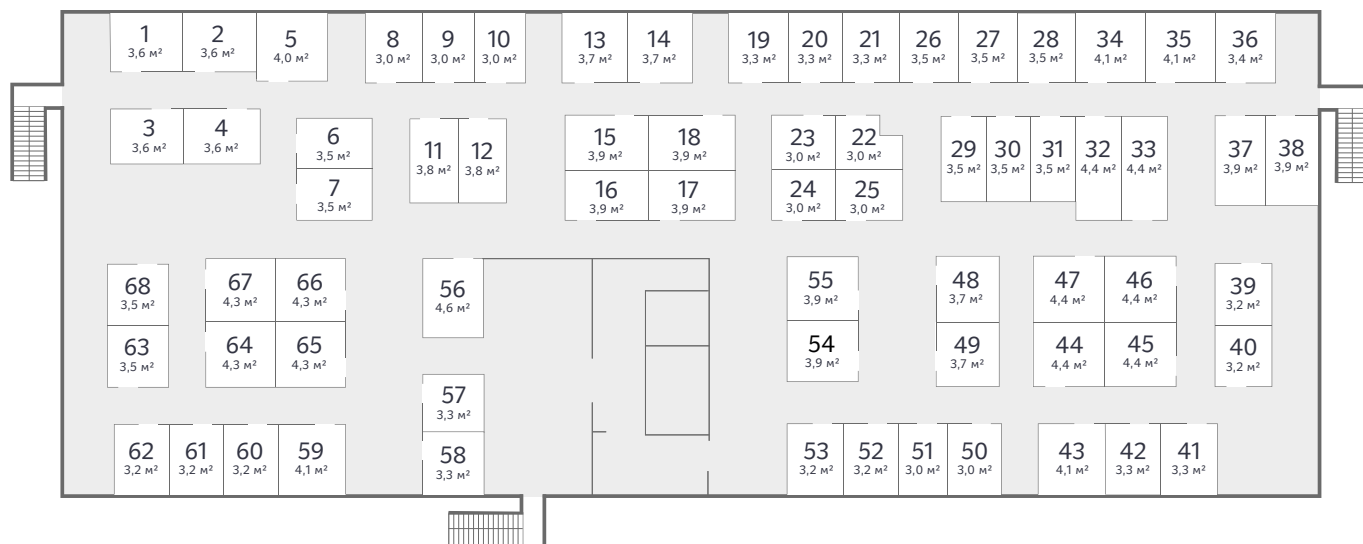 1
3,6 м²
2
3,6 м²
5
4,0 м²
8
3,0 м²
9
3,0 м²
10
3,0 м²
13
3,7 м²
14
3,7 м²
19
3,3 м²
20
3,3 м²
21
3,3 м²
26
3,5 м²
27
3,5 м²
28
3,5 м²
34
4,1 м²
35
4,1 м²
36
3,4 м²
3
3,6 м²
4
3,6 м²
6
3,5 м²
7
3,5 м²
11
3,8 м²
12
3,8 м²
15
3,9 м²
18
3,9 м²
16
3,9 м²
17
3,9 м²
23
3,0 м²
22
3,0 м²
24
3,0 м²
25
3,0 м²
29
3,5 м²
30
3,5 м²
31
3,5 м²
32
4,4 м²
33
4,4 м²
37
3,9 м²
38
3,9 м²
68
3,5 м²
63
3,5 м²
67
4,3 м²
66
4,3 м²
64
4,3 м²
65
4,3 м²
56
4,6 м²
57
3,3 м²
58
3,3 м²
55
3,9 м²
54
3,9 м²
48
3,7 м²
49
3,7 м²
47
4,4 м²
46
4,4 м²
44
4,4 м²
45
4,4 м²
39
3,2 м²
40
3,2 м²
62
3,2 м²
61
3,2 м²
60
3,2 м²
59
4,1 м²
53
3,2 м²
52
3,2 м²
51
3,0 м²
50
3,0 м²
43
4,1 м²
42
3,3 м²
41
3,3 м²